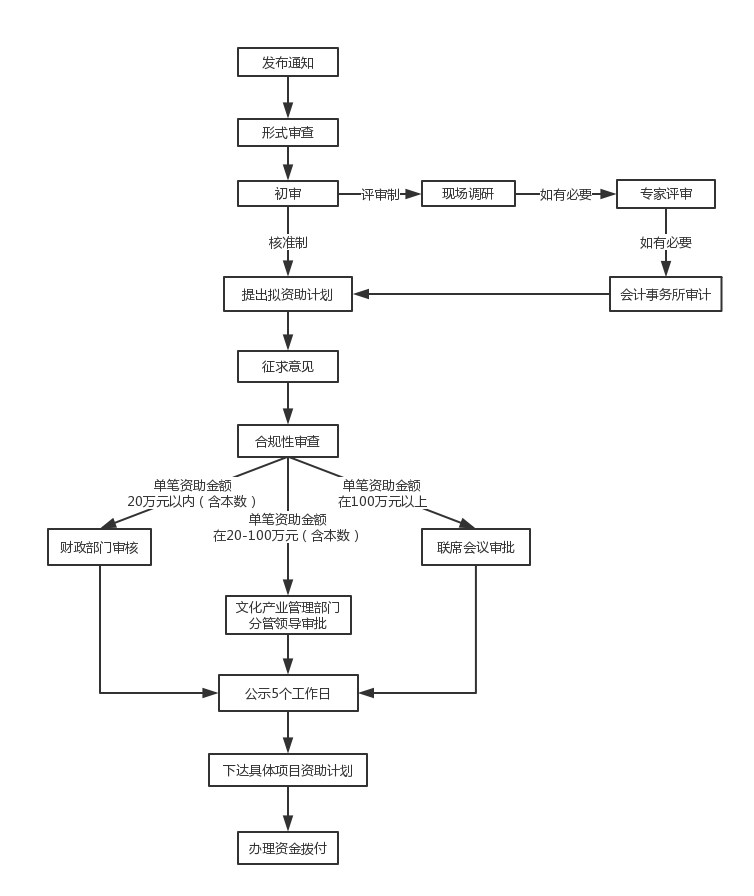 发布通知
形式审查
初审
评审制
现场调研
如有必要
专家评审
核准制
如有必要
提出拟资助计划
会计事务所审计
征求意见
合规性审查
单笔资助金额
20万元以内（含本数）
单笔资助金额
在20-100万元（含本数）
单笔资助金额
在100万元以上
财政部门审核
联席会议审批
文化产业管理部门
分管领导审批
公示5个工作日
下达具体项目资助计划
办理资金拨付